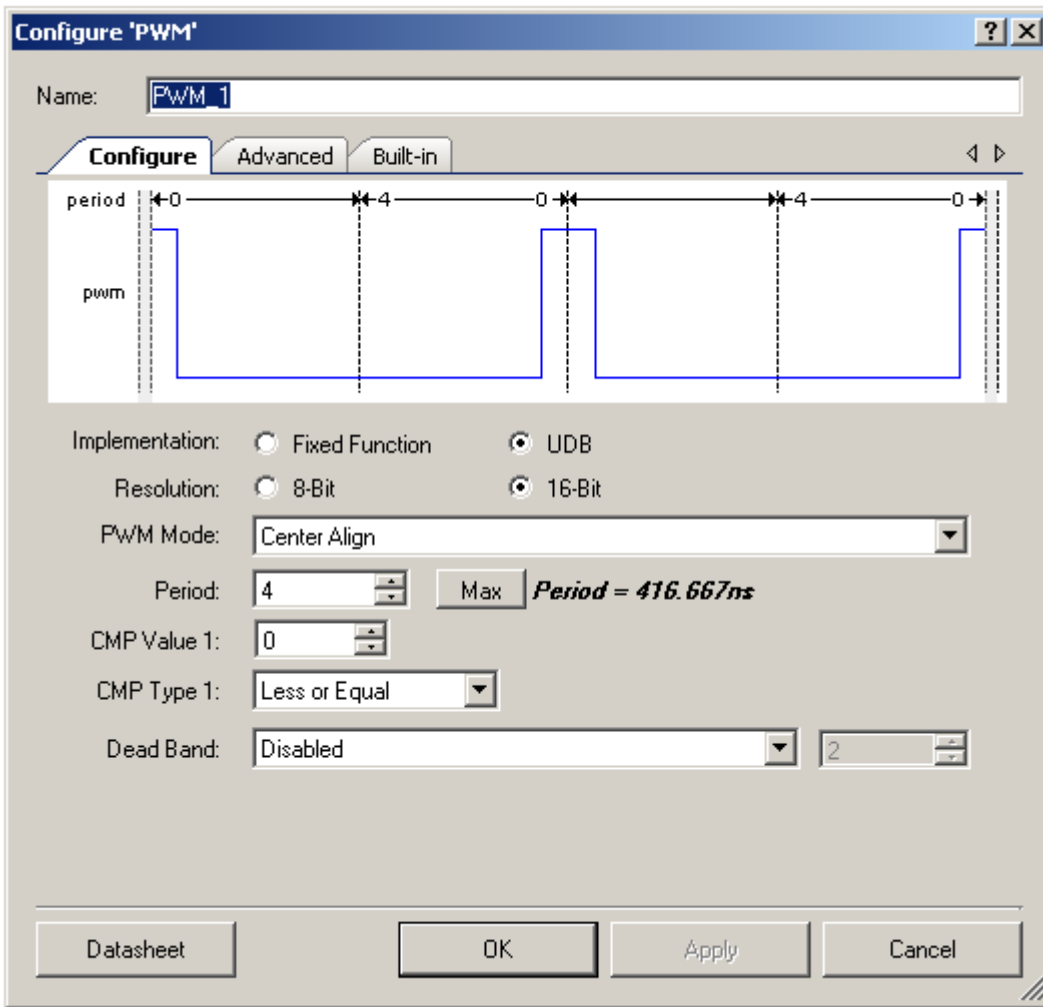 Configure 'PWM'
Name: PWM_1
Configure Advanced Built-in
period 0 4 0 4 0
pwm
Implementation: Fixed Function UDB
Resolution: 8-Bit 16-Bit
PWM Mode: Center Align
Period: 4 Max Period = 416.667ns
CMP Value 1: 0
CMP Type 1: Less or Equal
Dead Band: Disabled 2
Datasheet OK Apply Cancel